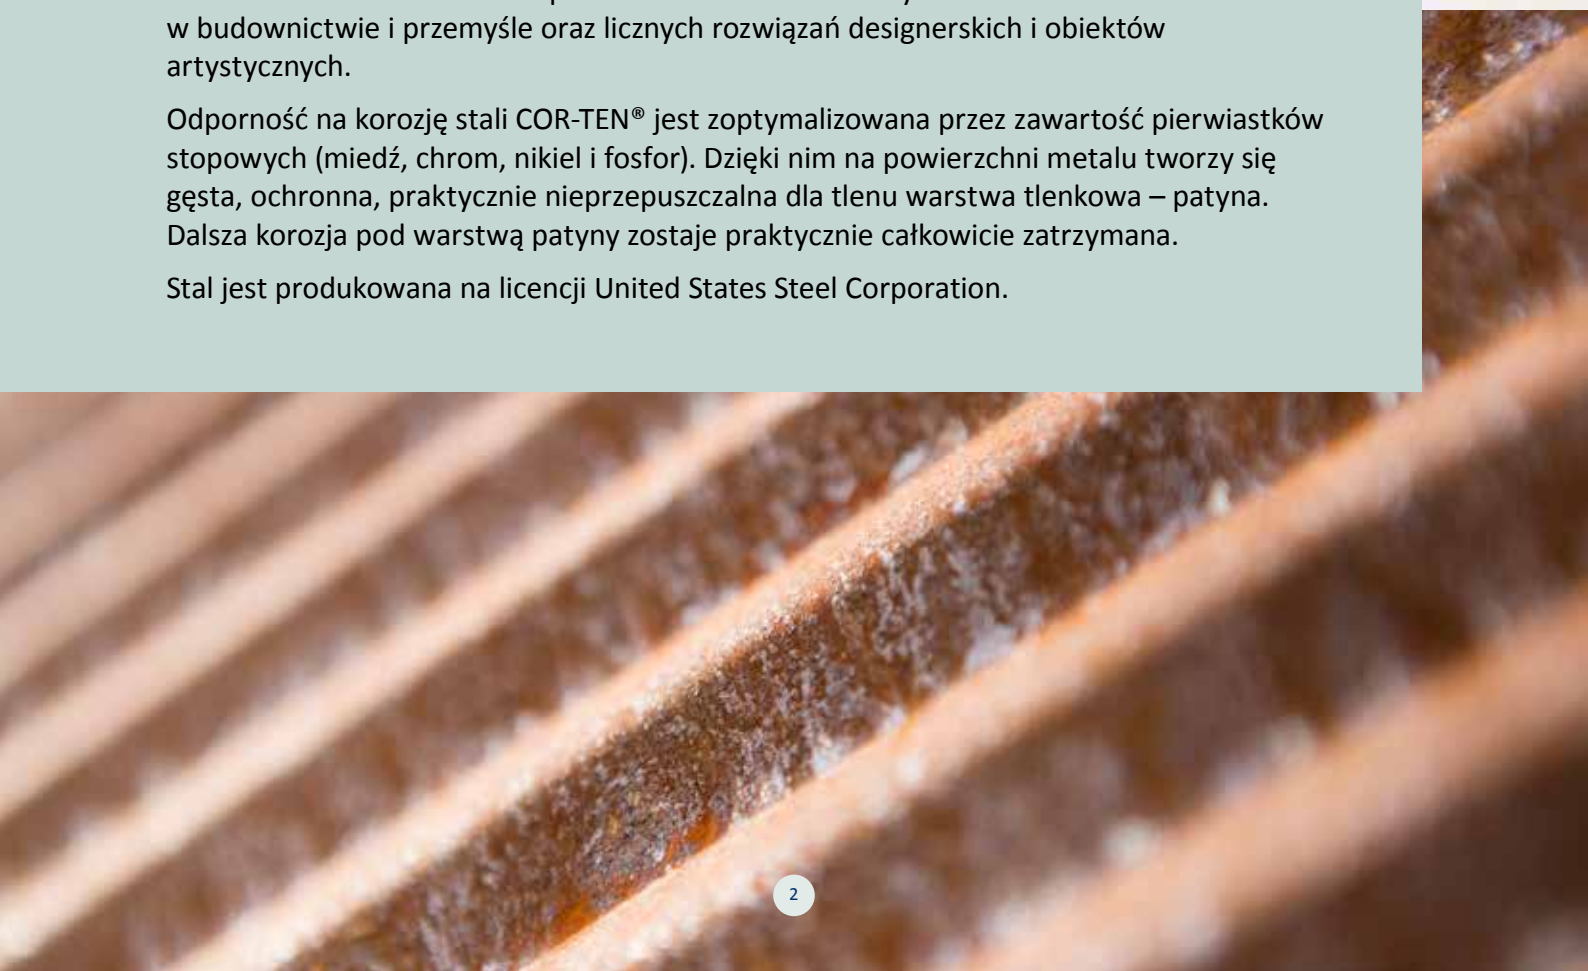 w budownictwie i przemyśle oraz licznych rozwiązań designerskich i obiektów
artystycznych.
Odporność na korozję stali COR-TEN® jest zoptymalizowana przez zawartość pierwiastków
stopowych (miedź, chrom, nikiel i fosfor). Dzięki nim na powierzchni metalu tworzy się
gęsta, ochronna, praktycznie nieprzepuszczalna dla tlenu warstwa tlenkowa – patyna.
Dalsza korozja pod warstwą patyny zostaje praktycznie całkowicie zatrzymana.
Stal jest produkowana na licencji United States Steel Corporation.
2